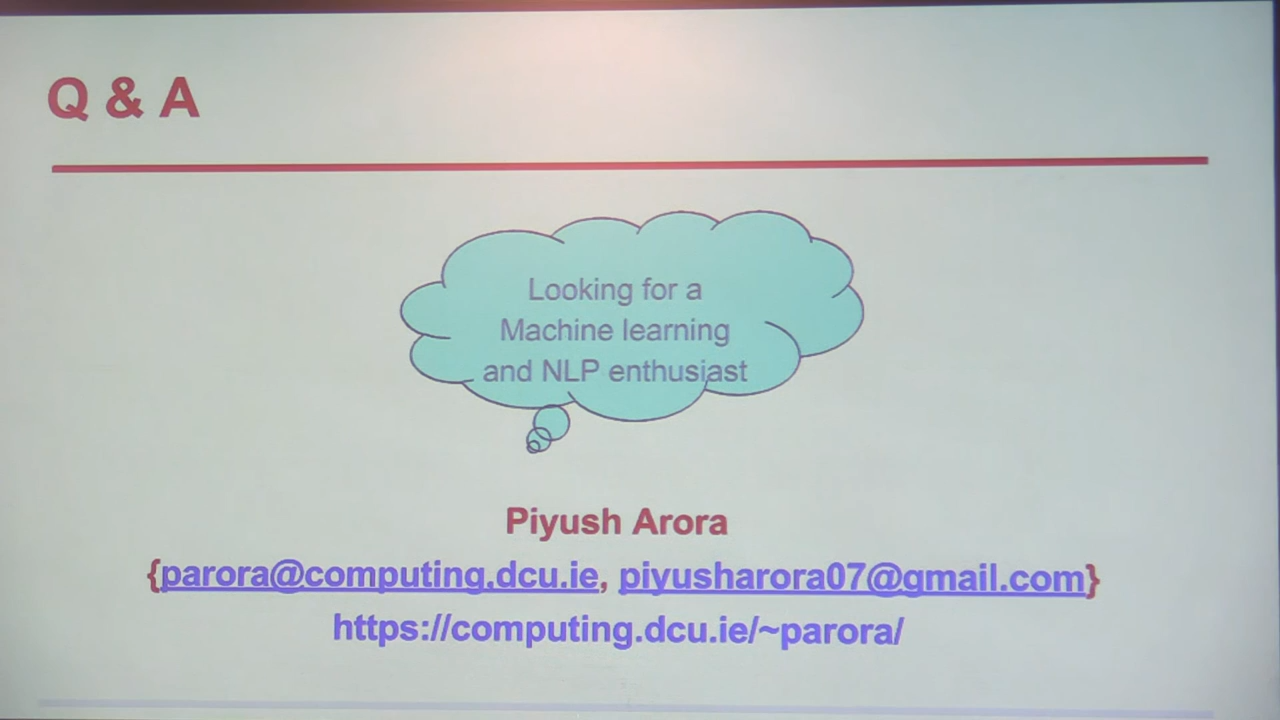 Q & A
Looking for a
Machine learning
and NLP enthusiast
Piyush Arora
{parora@computing.dcu.ie, piyusharora07@gmail.com}
https://computing.dcu.ie/~parora/